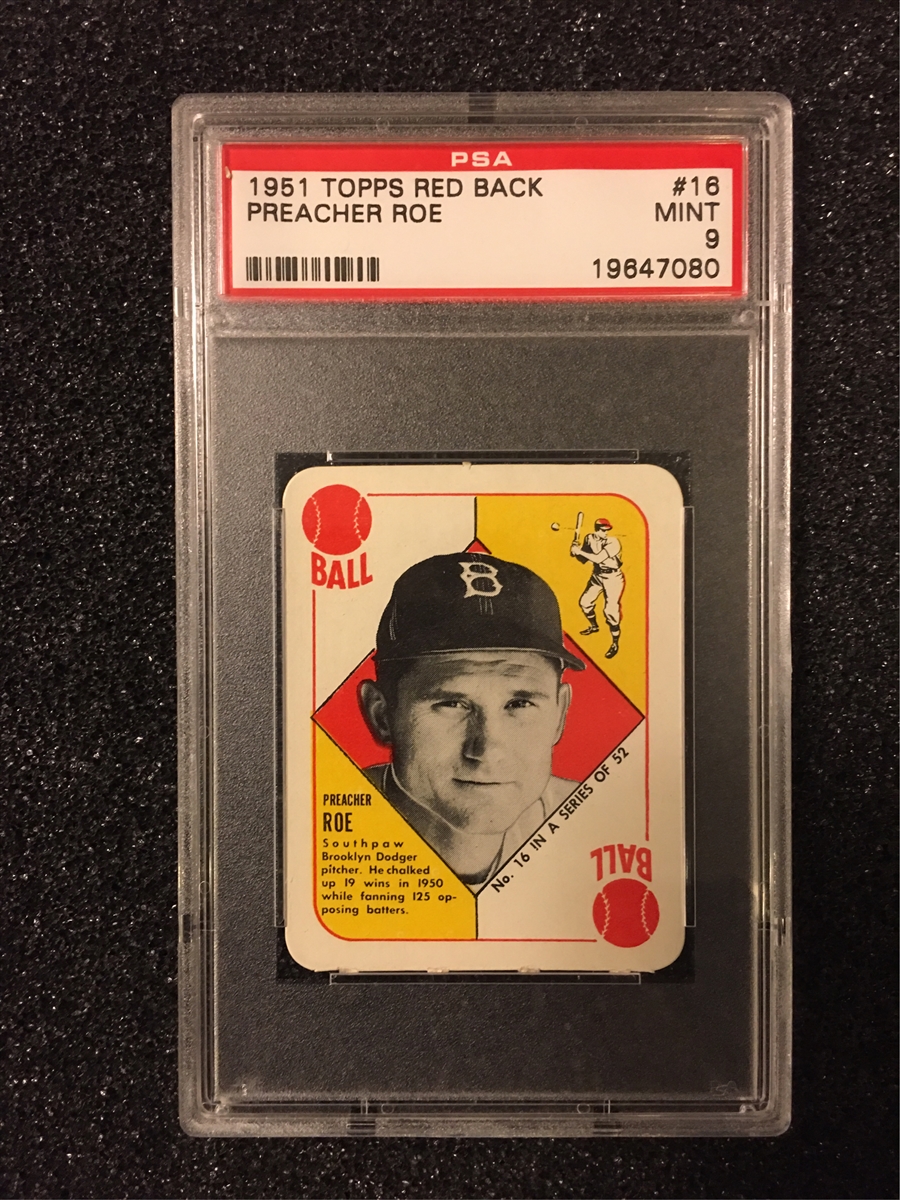 PSA
1951 TOPPS RED BACK #16
PREACHER ROE MINT
9
19647080
BALL
B
PREACHER
ROE
Southpaw
Brooklyn Dodger
pitcher. He chalked
up 19 wins in 1950
while fanning 125 op-
posing batters.
No. 16 IN A SERIES OF 52
BALL